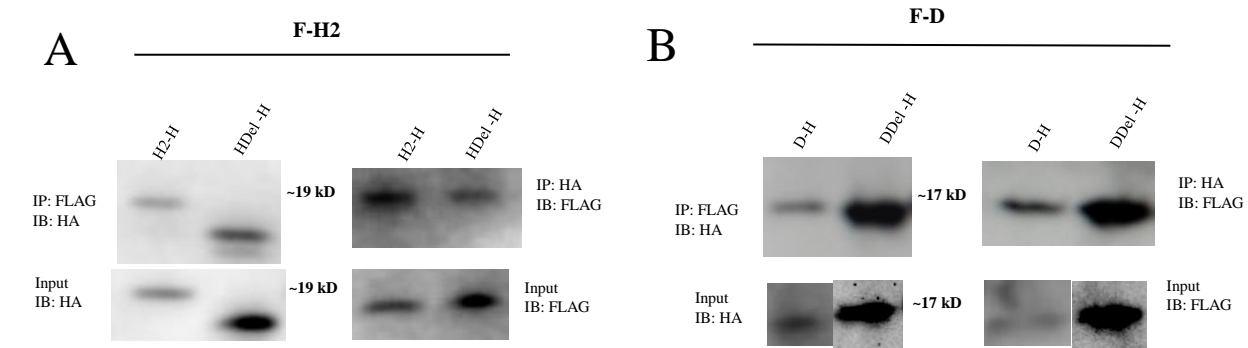 A
F-H2
H2-H
HDel -H
H2-H
HDel -H
IP: FLAG
IB: HA
~19 kD
IP: HA
IB: FLAG
Input
IB: HA
~19 kD
Input
IB: FLAG
B
F-D
D-H
DDel -H
D-H
DDel -H
IP: FLAG
IB: HA
~17 kD
IP: HA
IB: FLAG
Input
IB: HA
~17 kD
Input
IB: FLAG